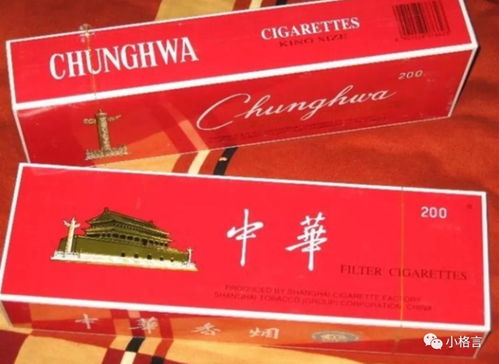 CHUNGHWA
CIGARETTES
KING SIZE
200
Chunghwa
中華
200
FILTER CIGARETTES
PRODUCED BY SHANGHAI CIGARETTE FACTORY
SHANGHAI TOBACCO (GROUP) CORPORATION, CHINA
中华香烟
小格言